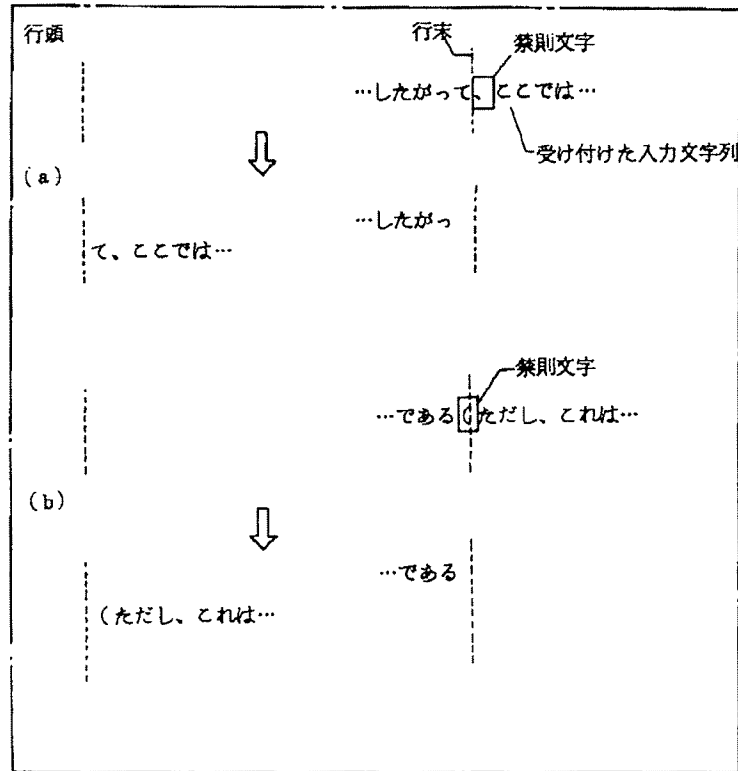 行頭
行末
禁則文字
…したがって、ここでは…
受け付けた入力文字列
(a)
…したがっ
て、ここでは…
禁則文字
…である(ただし、これは…
(b)
…である
(ただし、これは…